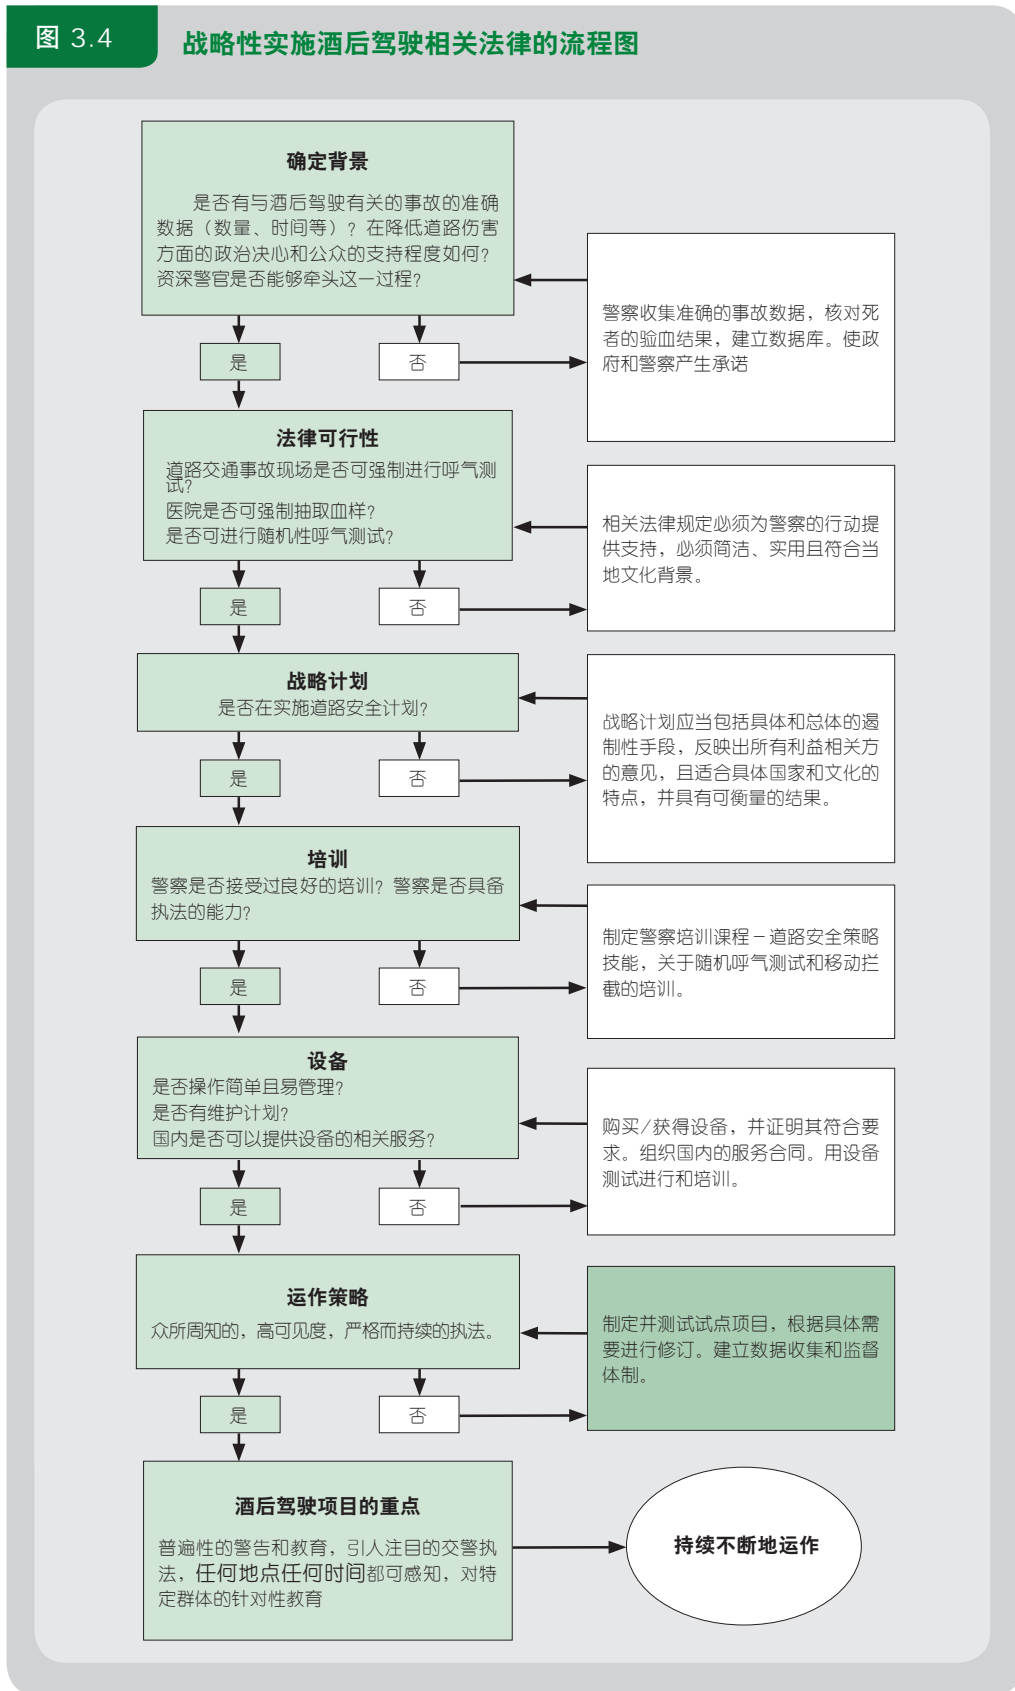 图 3.4
战略性实施酒后驾驶相关法律的流程图
确定背景
是否有与酒后驾驶有关的事故的准确
数据（数量、时间等）？在降低道路伤害
方面的政治决心和公众的支持程度如何？
资深警官是否能够牵头这一过程？
警察收集准确的事故数据，核对死
者的验血结果，建立数据库。使政
府和警察产生承诺
是
否
法律可行性
道路交通事故现场是否可强制进行呼气测
试？
医院是否可强制抽取血样？
是否可进行随机性呼气测试？
相关法律规定必须为警察的行动提
供支持，必须简洁、实用且符合当
地文化背景。
是
否
战略计划
是否在实施道路安全计划？
战略计划应当包括具体和总体的遏
制性手段，反映出所有利益相关方
的意见，且适合具体国家和文化的
特点，并具有可衡量的结果。
是
否
培训
警察是否接受过良好的培训？警察是否具备
执法的能力？
制定警察培训课程－道路安全策略
技能，关于随机呼气测试和移动拦
截的培训。
是
否
设备
是否操作简单且易管理？
是否有维护计划？
国内是否可以提供设备的相关服务？
购买/获得设备，并证明其符合要
求。组织国内的服务合同。用设备
测试进行和培训。
是
否
运作策略
众所周知的，高可见度，严格而持续的执法。
制定并测试试点项目，根据具体需
要进行修订。建立数据收集和监督
体制。
是
否
酒后驾驶项目的重点
普遍性的警告和教育，引人注目的交警执
法，任何地点任何时间都可感知，对特
定群体的针对性教育
持续不断地运作